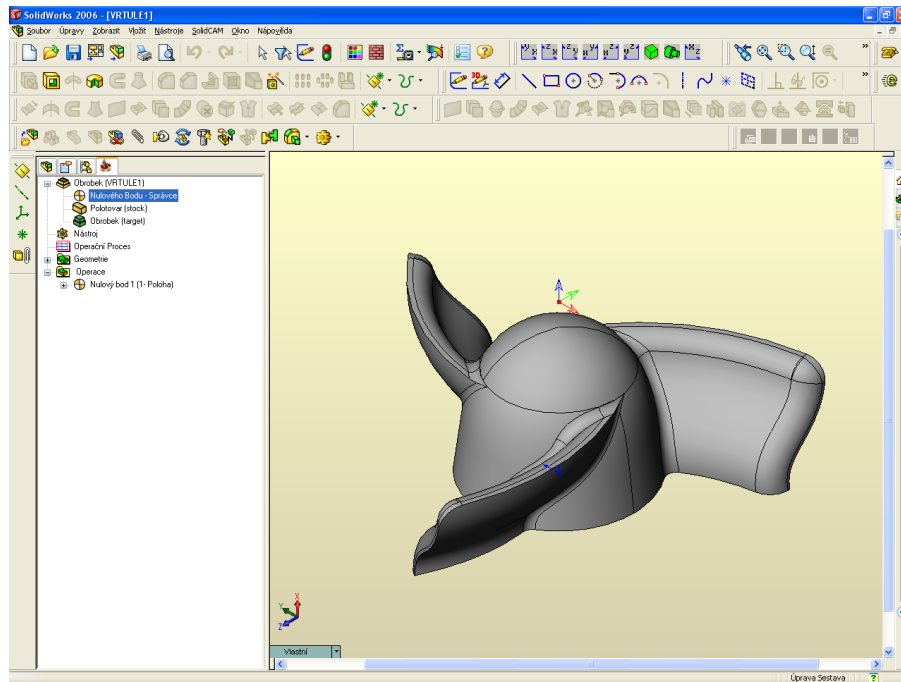 SolidWorks 2006 - [VRTULE1]
Soubor Úpravy Zobrazit Vložit Nástroje SolidCAM Okno Nápověda
Obrobek (VRTULE1)
Nulového Bodu - Správce
Polotovar (stock)
Obrobek (target)
Nástroj
Operační Proces
Geometrie
Operace
Nulový bod 1 (1- Poloha)
X
Y
Z
Vlastní
Úprava Sestava